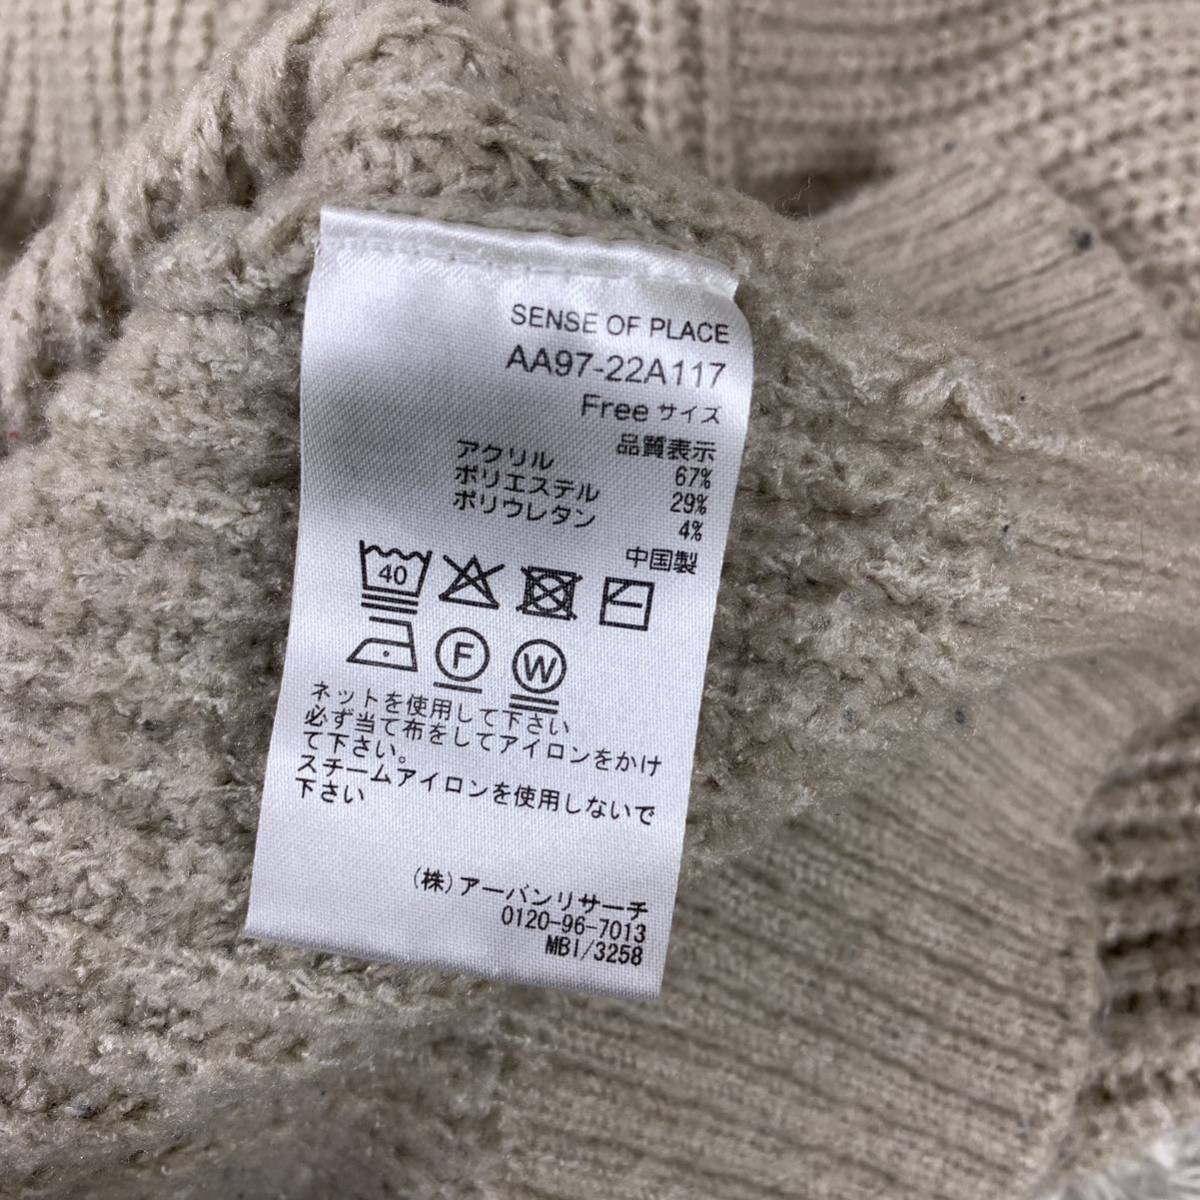 SENSE OF PLACE
AA97-22A117
Free サイズ
品質表示
アクリル 67%
ポリエステル 29%
ポリウレタン 4%
中国製
40
F W
ネットを使用して下さい
必ず当て布をしてアイロンをかけ
て下さい。
スチームアイロンを使用しないで
下さい
(株)アーバンリサーチ
0120-96-7013
MBI/3258